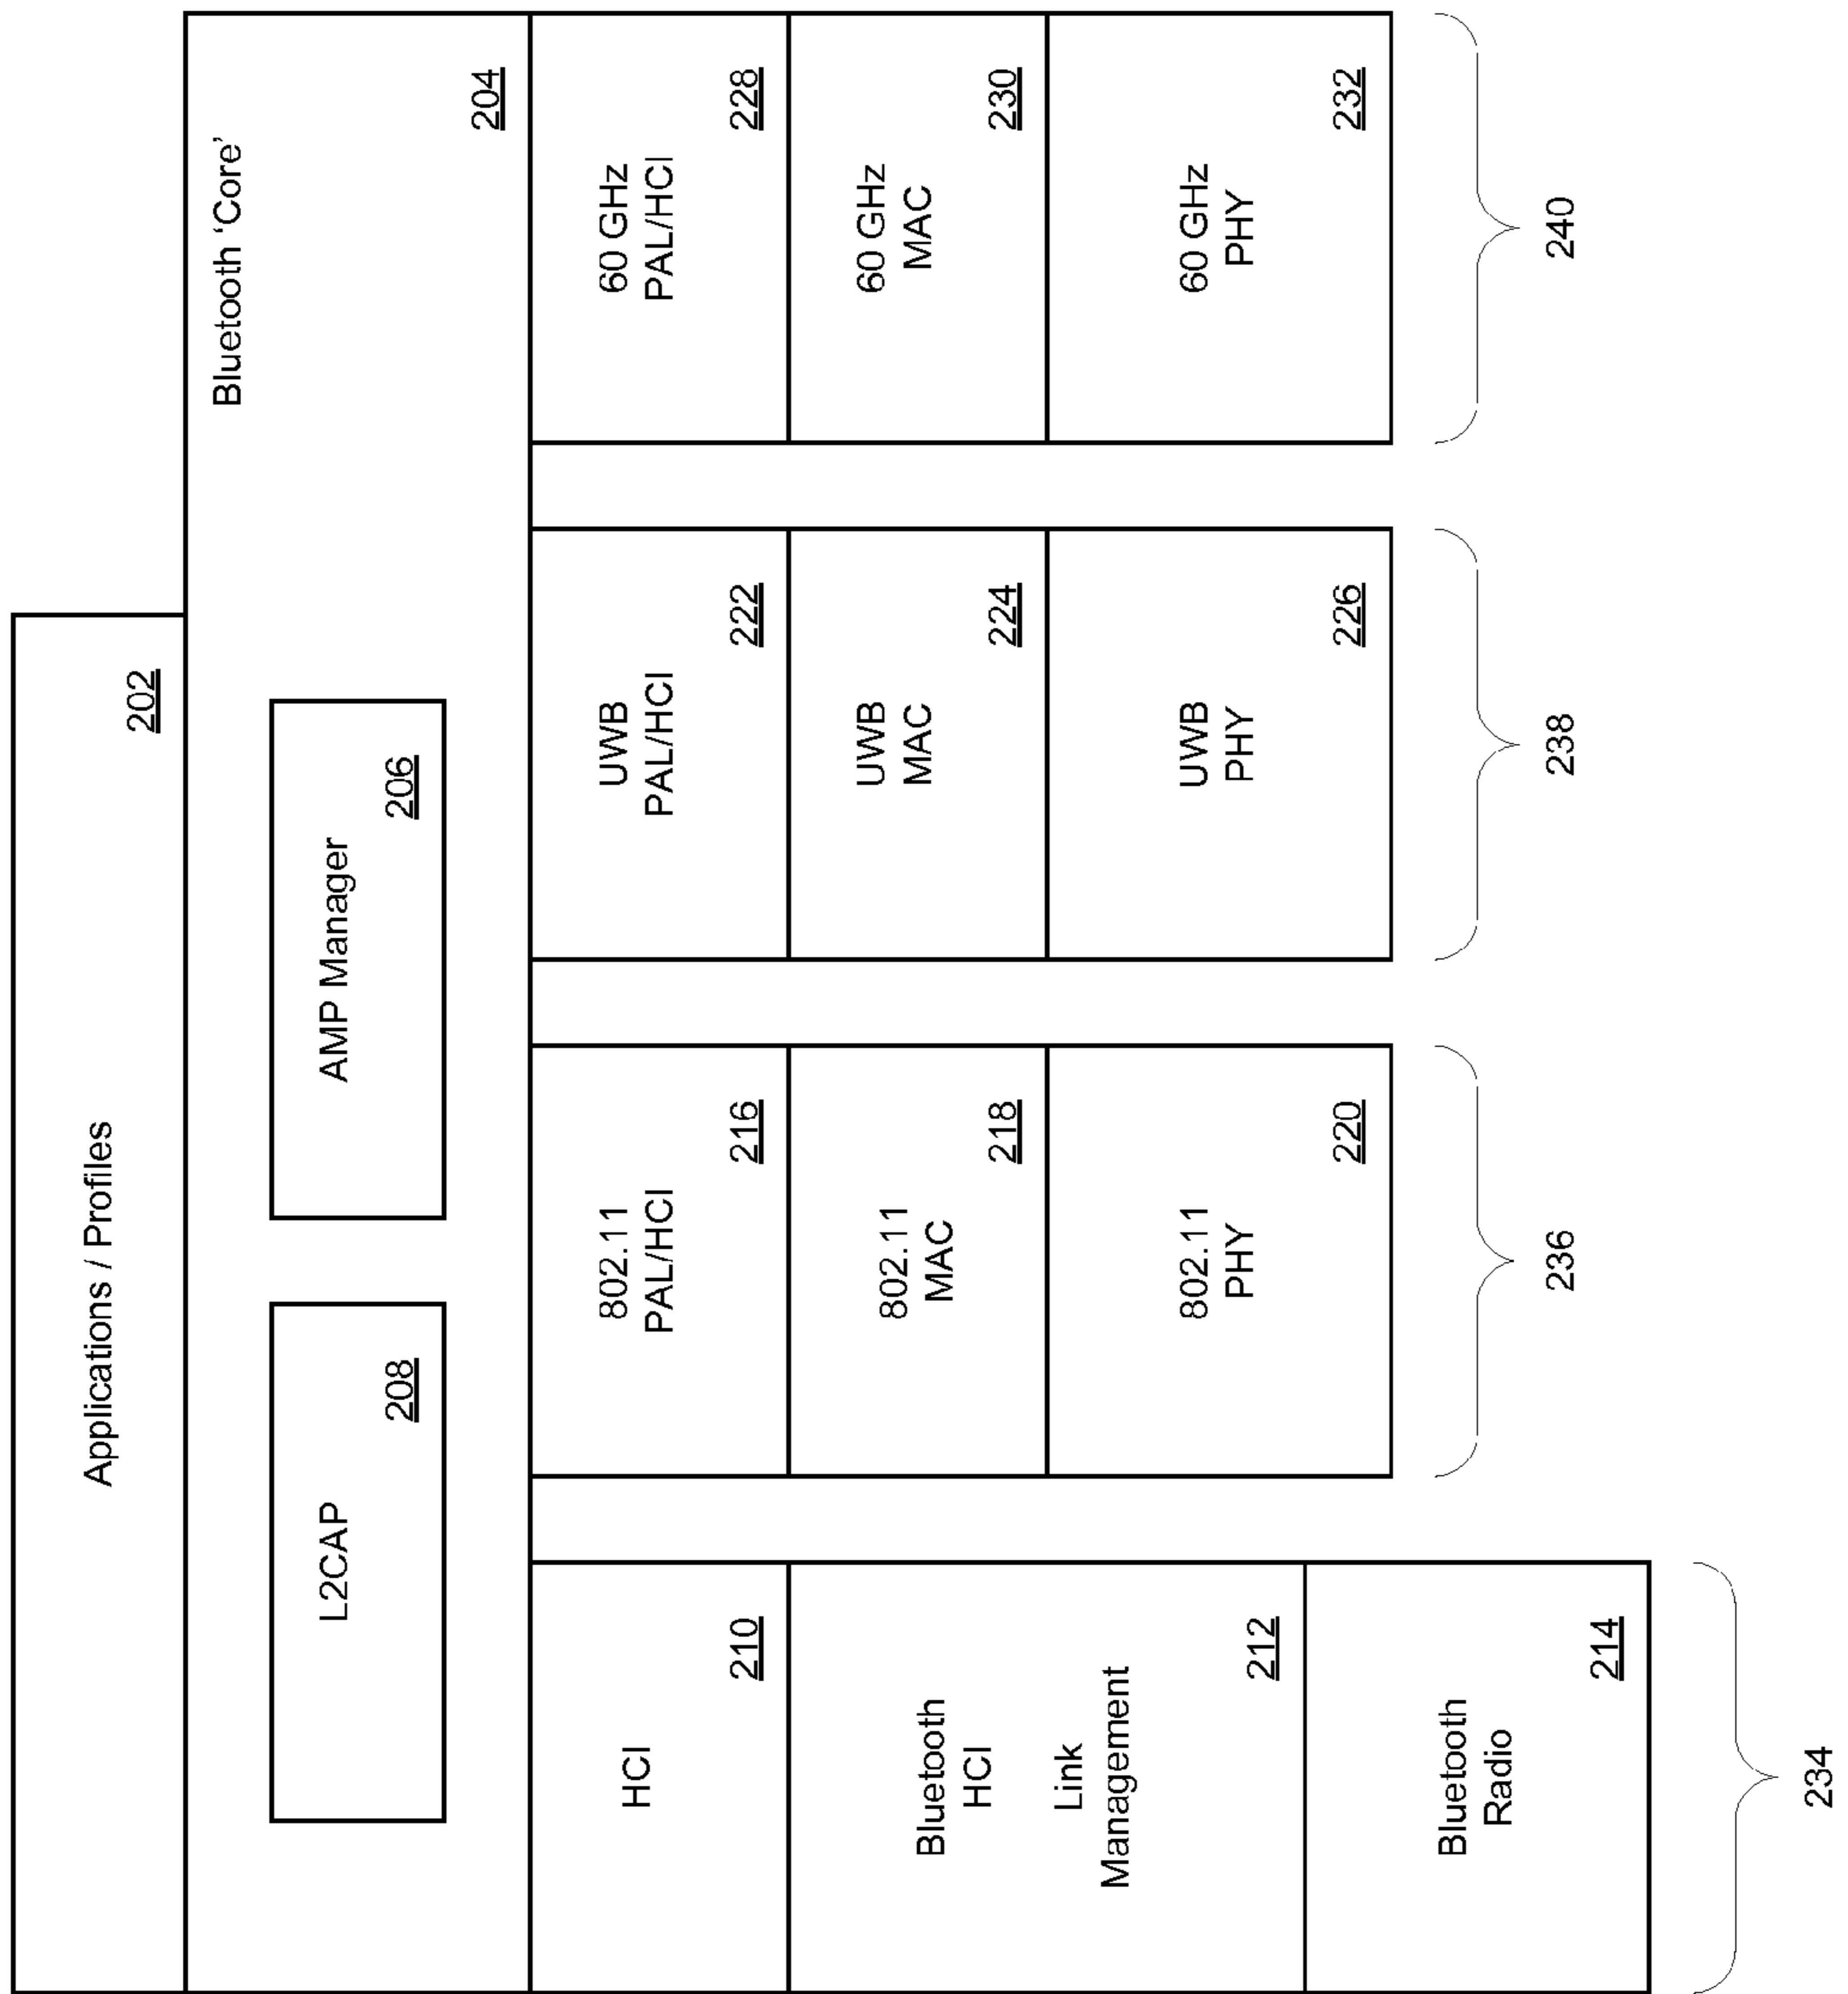 Applications / Profiles
202
Bluetooth ‘Core’
L2CAP
208
AMP Manager
206
204
HCI
210
Bluetooth
HCI
Link
Management
212
Bluetooth
Radio
214
802.11
PAL/HCI
216
802.11
MAC
218
802.11
PHY
220
UWB
PAL/HCI
222
UWB
MAC
224
UWB
PHY
226
60 GHz
PAL/HCI
228
60 GHz
MAC
230
60 GHz
PHY
232
234
236
238
240